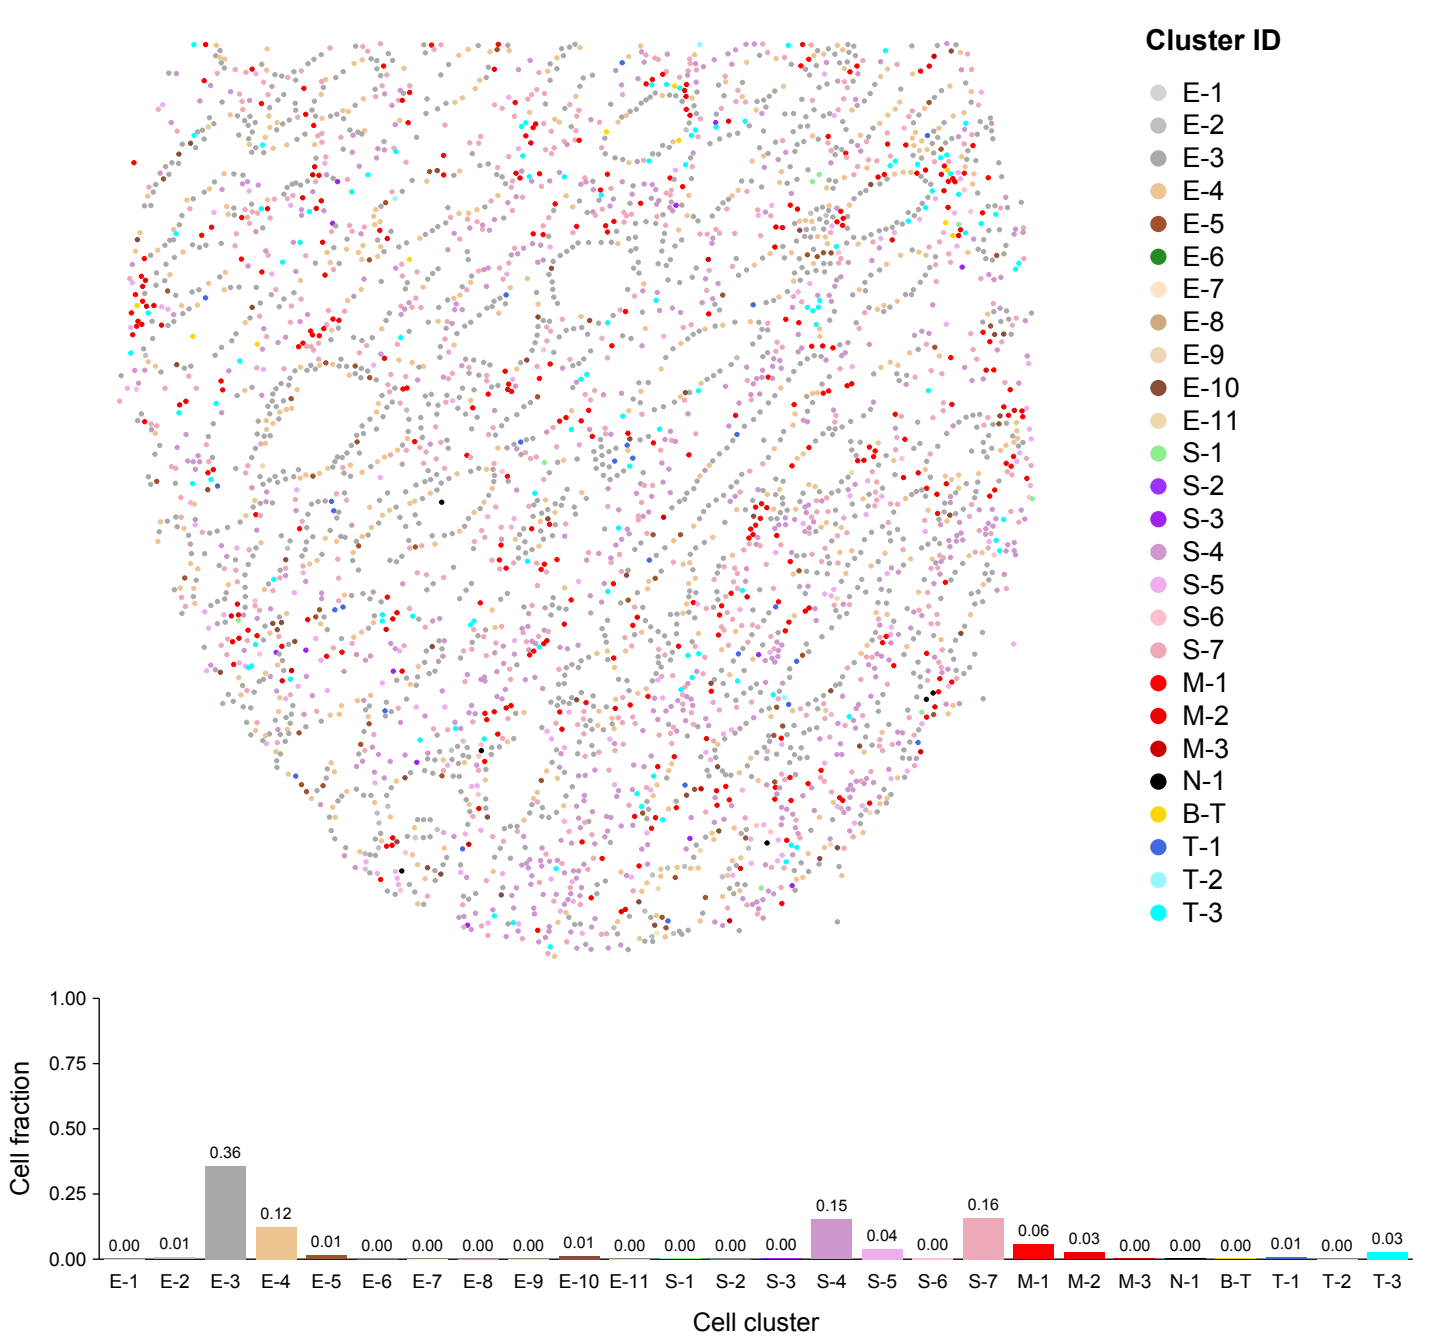 Cluster ID
E-1
E-2
E-3
E-4
E-5
E-6
E-7
E-8
E-9
E-10
E-11
S-1
S-2
S-3
S-4
S-5
S-6
S-7
M-1
M-2
M-3
N-1
B-T
T-1
T-2
T-3
Cell fraction
1.00
0.75
0.50
0.25
0.00
0.00 0.01 0.36 0.12 0.01 0.00 0.00 0.00 0.00 0.01 0.00 0.00 0.00 0.00 0.15 0.04 0.00 0.16 0.06 0.03 0.00 0.00 0.00 0.01 0.00 0.03
E-1 E-2 E-3 E-4 E-5 E-6 E-7 E-8 E-9 E-10 E-11 S-1 S-2 S-3 S-4 S-5 S-6 S-7 M-1 M-2 M-3 N-1 B-T T-1 T-2 T-3
Cell cluster